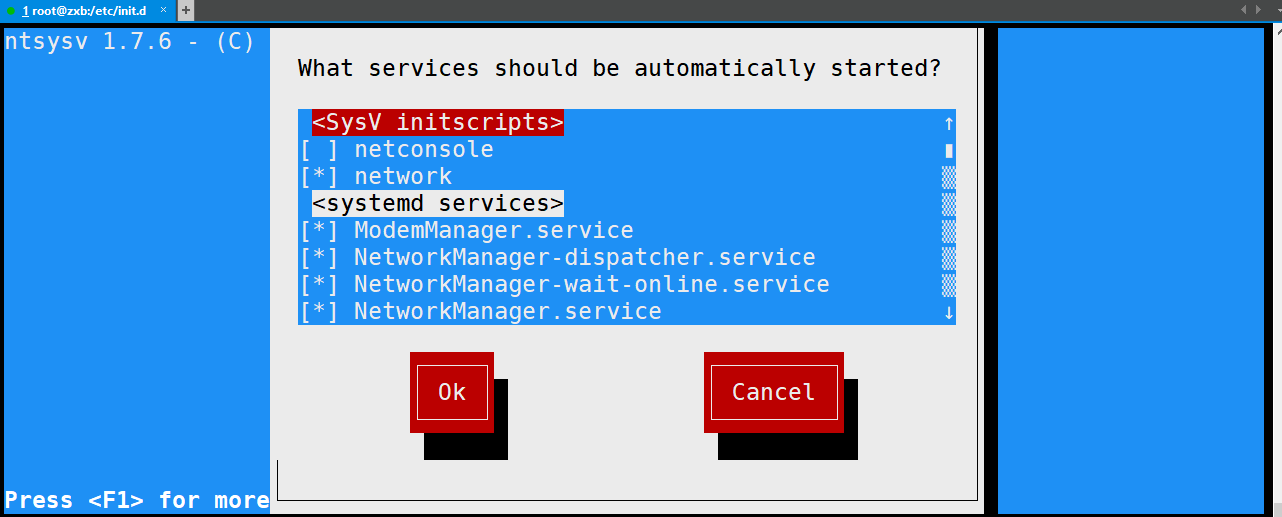 1 root@zxb:/etc/init.d × +
ntsysv 1.7.6 - (C)
What services should be automatically started?
<SysV initscripts>
[ ] netconsole
[*] network
<systemd services>
[*] ModemManager.service
[*] NetworkManager-dispatcher.service
[*] NetworkManager-wait-online.service
[*] NetworkManager.service
Ok Cancel
Press <F1> for more